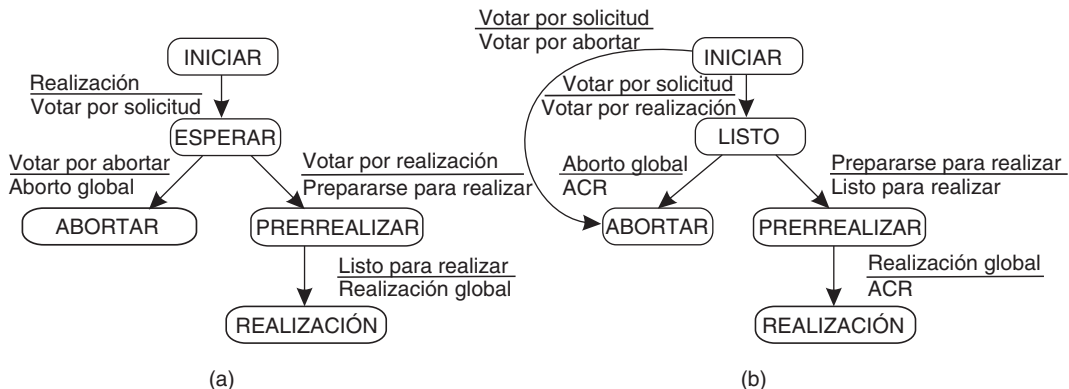 INICIAR
Realización
Votar por solicitud
ESPERAR
Votar por abortar
Aborto global
Votar por realización
Prepararse para realizar
ABORTAR
PRERREALIZAR
Listo para realizar
Realización global
REALIZACIÓN
(a)
Votar por solicitud
Votar por abortar
INICIAR
Votar por solicitud
Votar por realización
LISTO
Aborto global
ACR
Prepararse para realizar
Listo para realizar
ABORTAR
PRERREALIZAR
Realización global
ACR
REALIZACIÓN
(b)